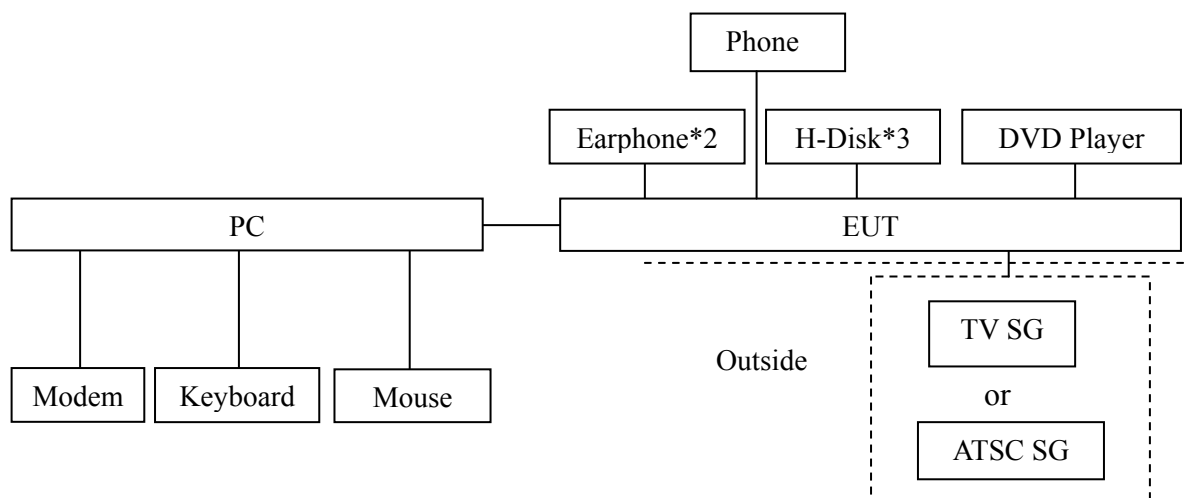 Phone
Earphone*2
H-Disk*3
DVD Player
PC
EUT
TV SG
Outside
or
Modem
Keyboard
Mouse
ATSC SG